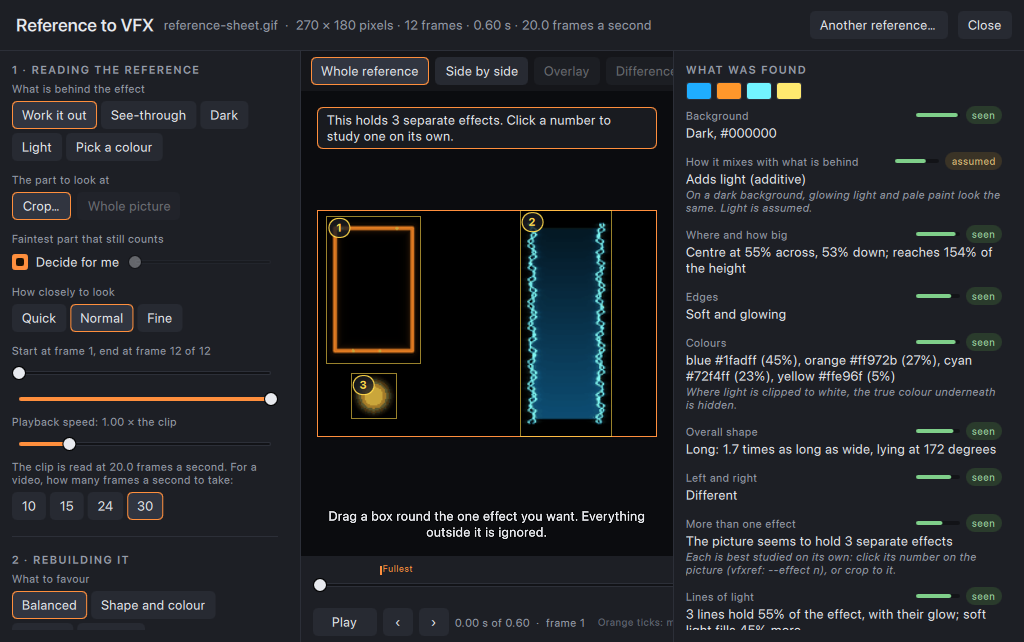 Reference to VFX reference-sheet.gif · 270 × 180 pixels · 12 frames · 0.60 s · 20.0 frames a second
Another reference… Close
1 · READING THE REFERENCE
What is behind the effect
Work it out See-through Dark
Light Pick a colour
The part to look at
Crop… Whole picture
Faintest part that still counts
Decide for me
How closely to look
Quick Normal Fine
Start at frame 1, end at frame 12 of 12
Playback speed: 1.00 × the clip
The clip is read at 20.0 frames a second. For a
video, how many frames a second to take:
10 15 24 30
2 · REBUILDING IT
What to favour
Balanced Shape and colour
Whole reference Side by side Overlay Difference
This holds 3 separate effects. Click a number to
study one on its own.
1
2
3
Drag a box round the one effect you want. Everything
outside it is ignored.
Fullest
Play ‹ › 0.00 s of 0.60 · frame 1 Orange ticks:
WHAT WAS FOUND
Background seen
Dark, #000000
How it mixes with what is behind assumed
Adds light (additive)
On a dark background, glowing light and pale paint look the
same. Light is assumed.
Where and how big seen
Centre at 55% across, 53% down; reaches 154% of
the height
Edges seen
Soft and glowing
Colours seen
blue #1fadff (45%), orange #ff972b (27%), cyan
#72f4ff (23%), yellow #ffe96f (5%)
Where light is clipped to white, the true colour underneath
is hidden.
Overall shape seen
Long: 1.7 times as long as wide, lying at 172 degrees
Left and right seen
Different
More than one effect seen
The picture seems to hold 3 separate effects
Each is best studied on its own: click its number on the
picture (vfxref: --effect n), or crop to it.
Lines of light seen
3 lines hold 55% of the effect, with their glow; soft
light fills 45% more